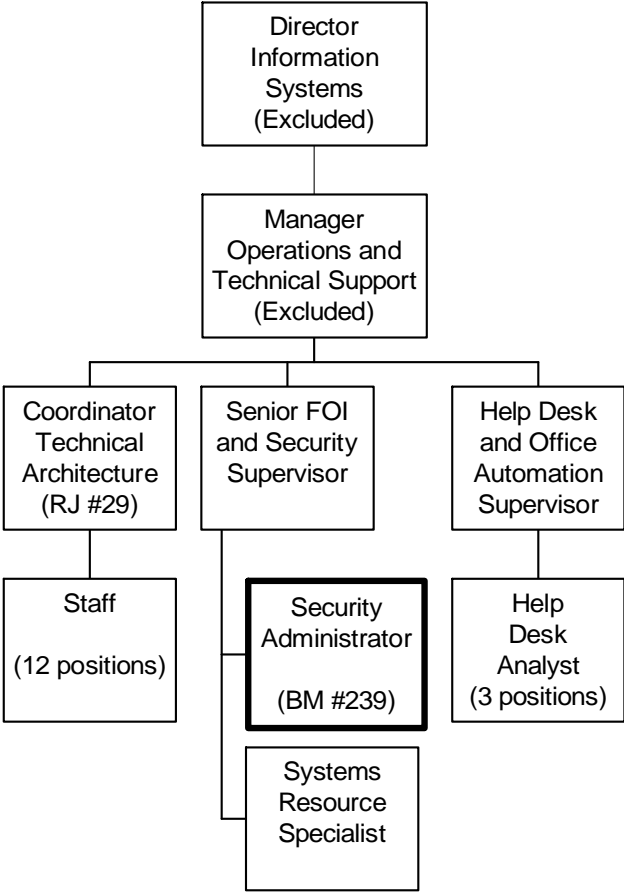 Director
Information
Systems
(Excluded)
Manager
Operations and
Technical Support
(Excluded)
Coordinator
Technical
Architecture
(RJ #29)
Senior FOI
and Security
Supervisor
Help Desk
and Office
Automation
Supervisor
Staff
(12 positions)
Security
Administrator
(BM #239)
Help
Desk
Analyst
(3 positions)
Systems
Resource
Specialist